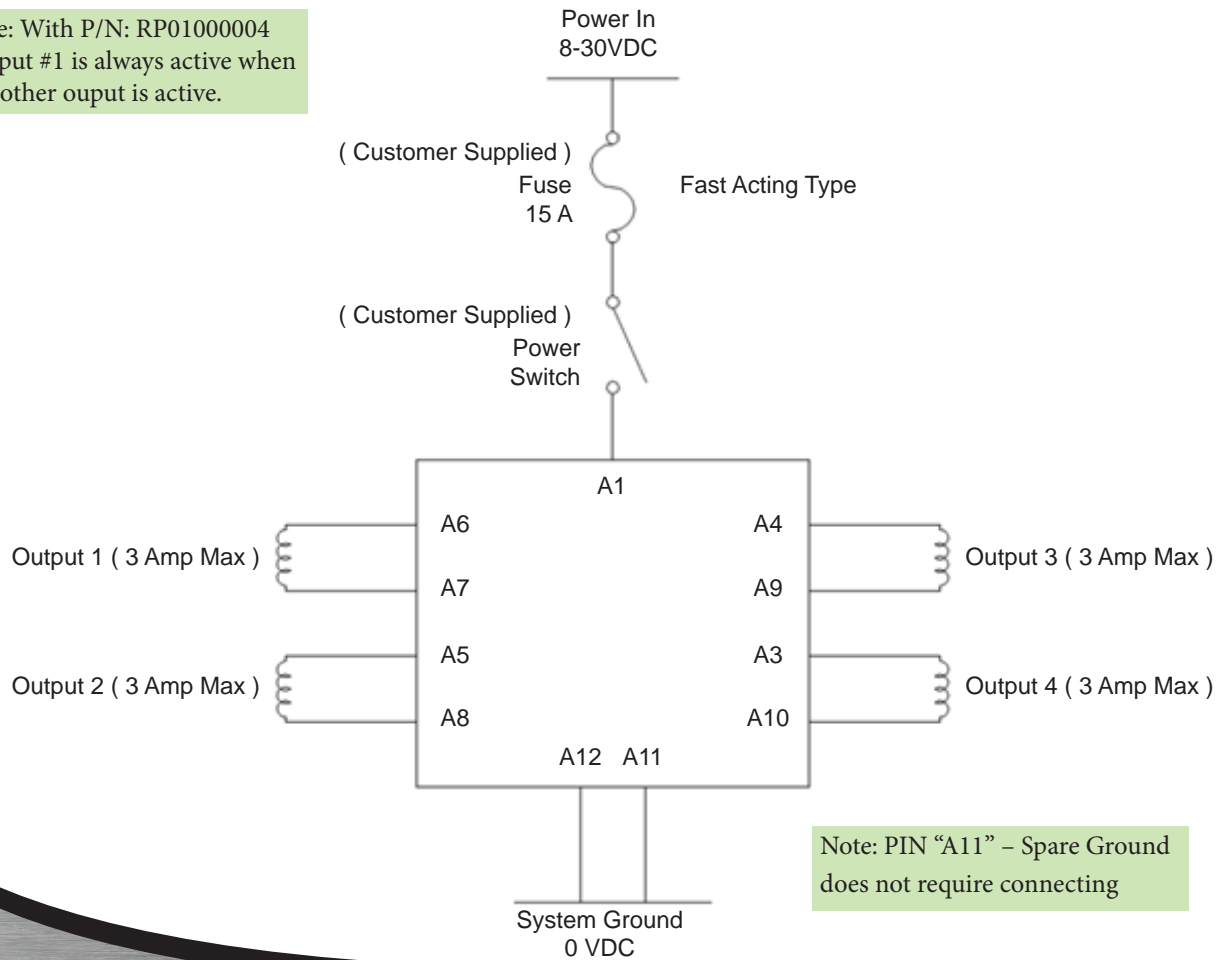 : With P/N: RP01000004
#1 is always active when
other ouput is active.
Power In
8-30VDC
( Customer Supplied )
Fuse
15 A
Fast Acting Type
( Customer Supplied )
Power
Switch
A1
A6
A4
Output 1 ( 3 Amp Max )
Output 3 ( 3 Amp Max )
A7
A9
A5
A3
Output 2 ( 3 Amp Max )
Output 4 ( 3 Amp Max )
A8
A10
A12 A11
Note: PIN “A11” – Spare Ground
does not require connecting
System Ground
0 VDC